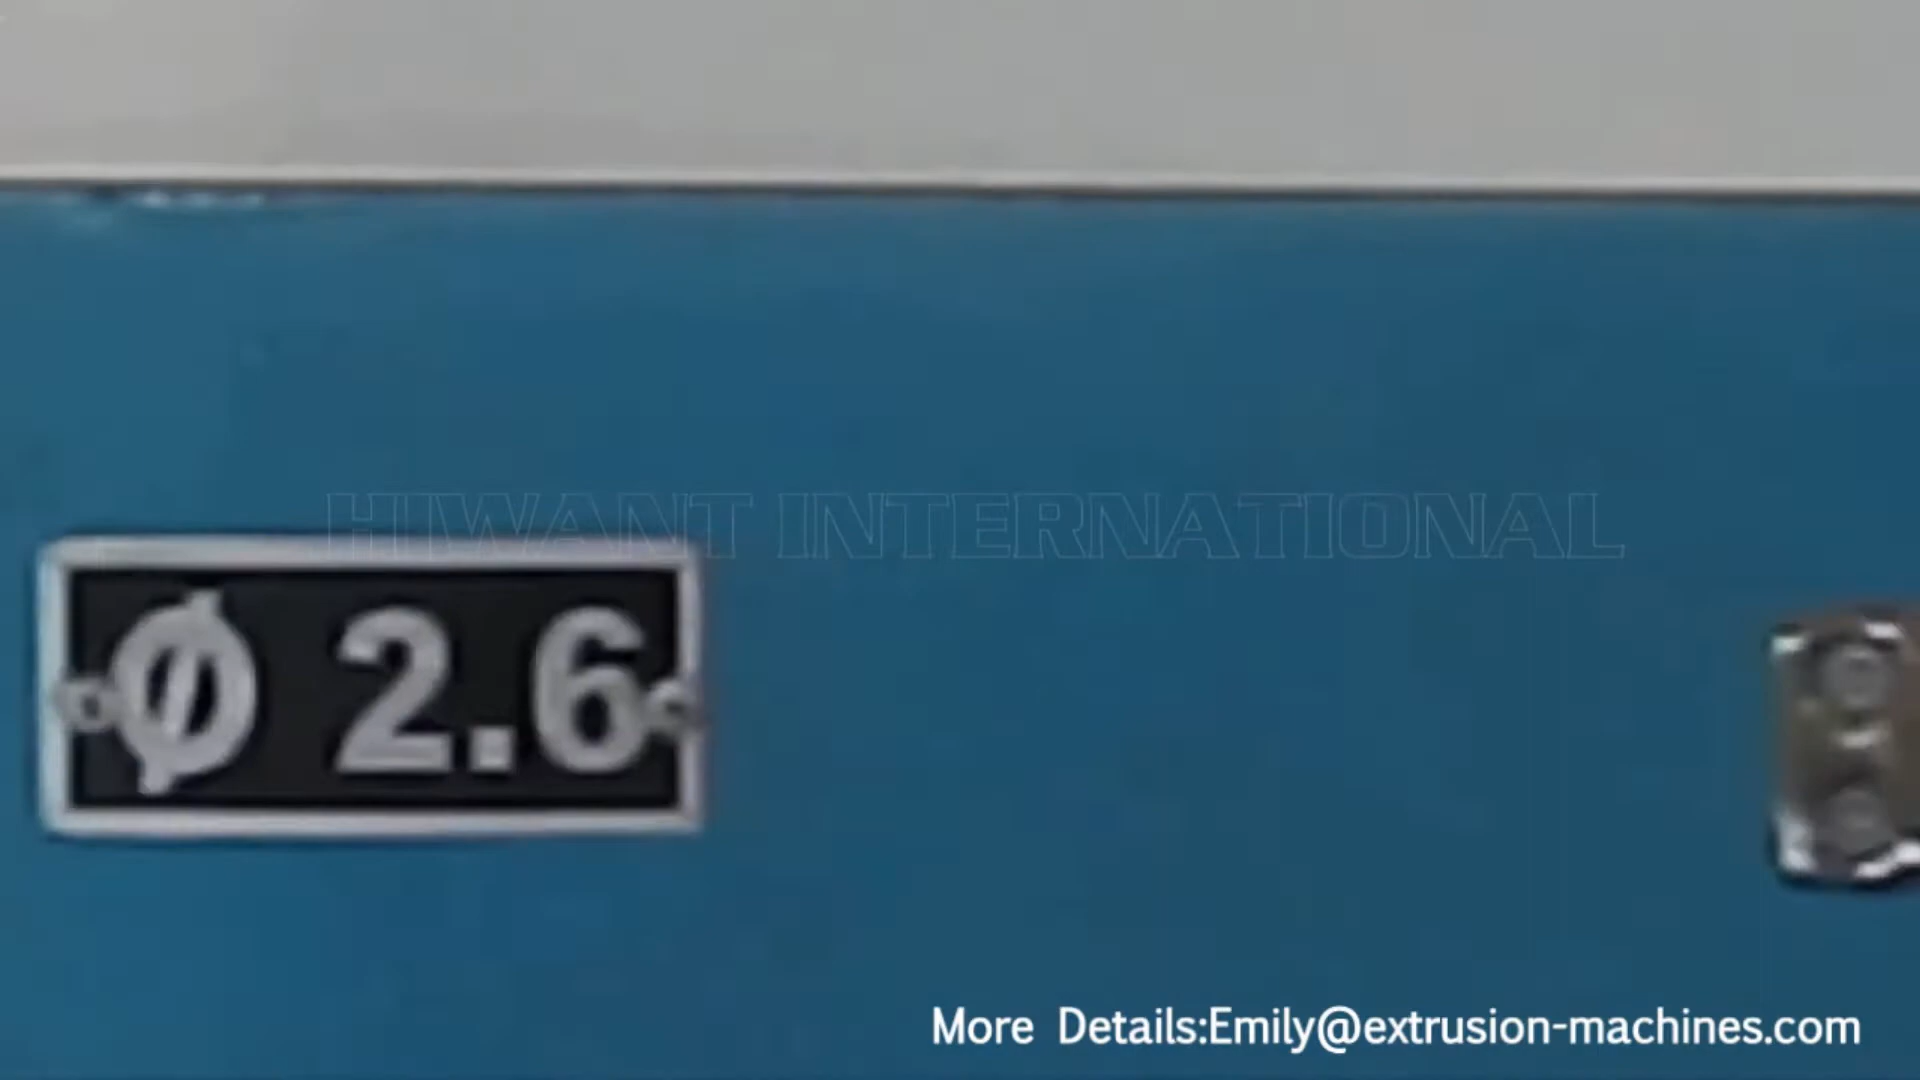 HIWANT INTERNATIONAL
Ø 2.6
More Details:Emily@extrusion-machines.com